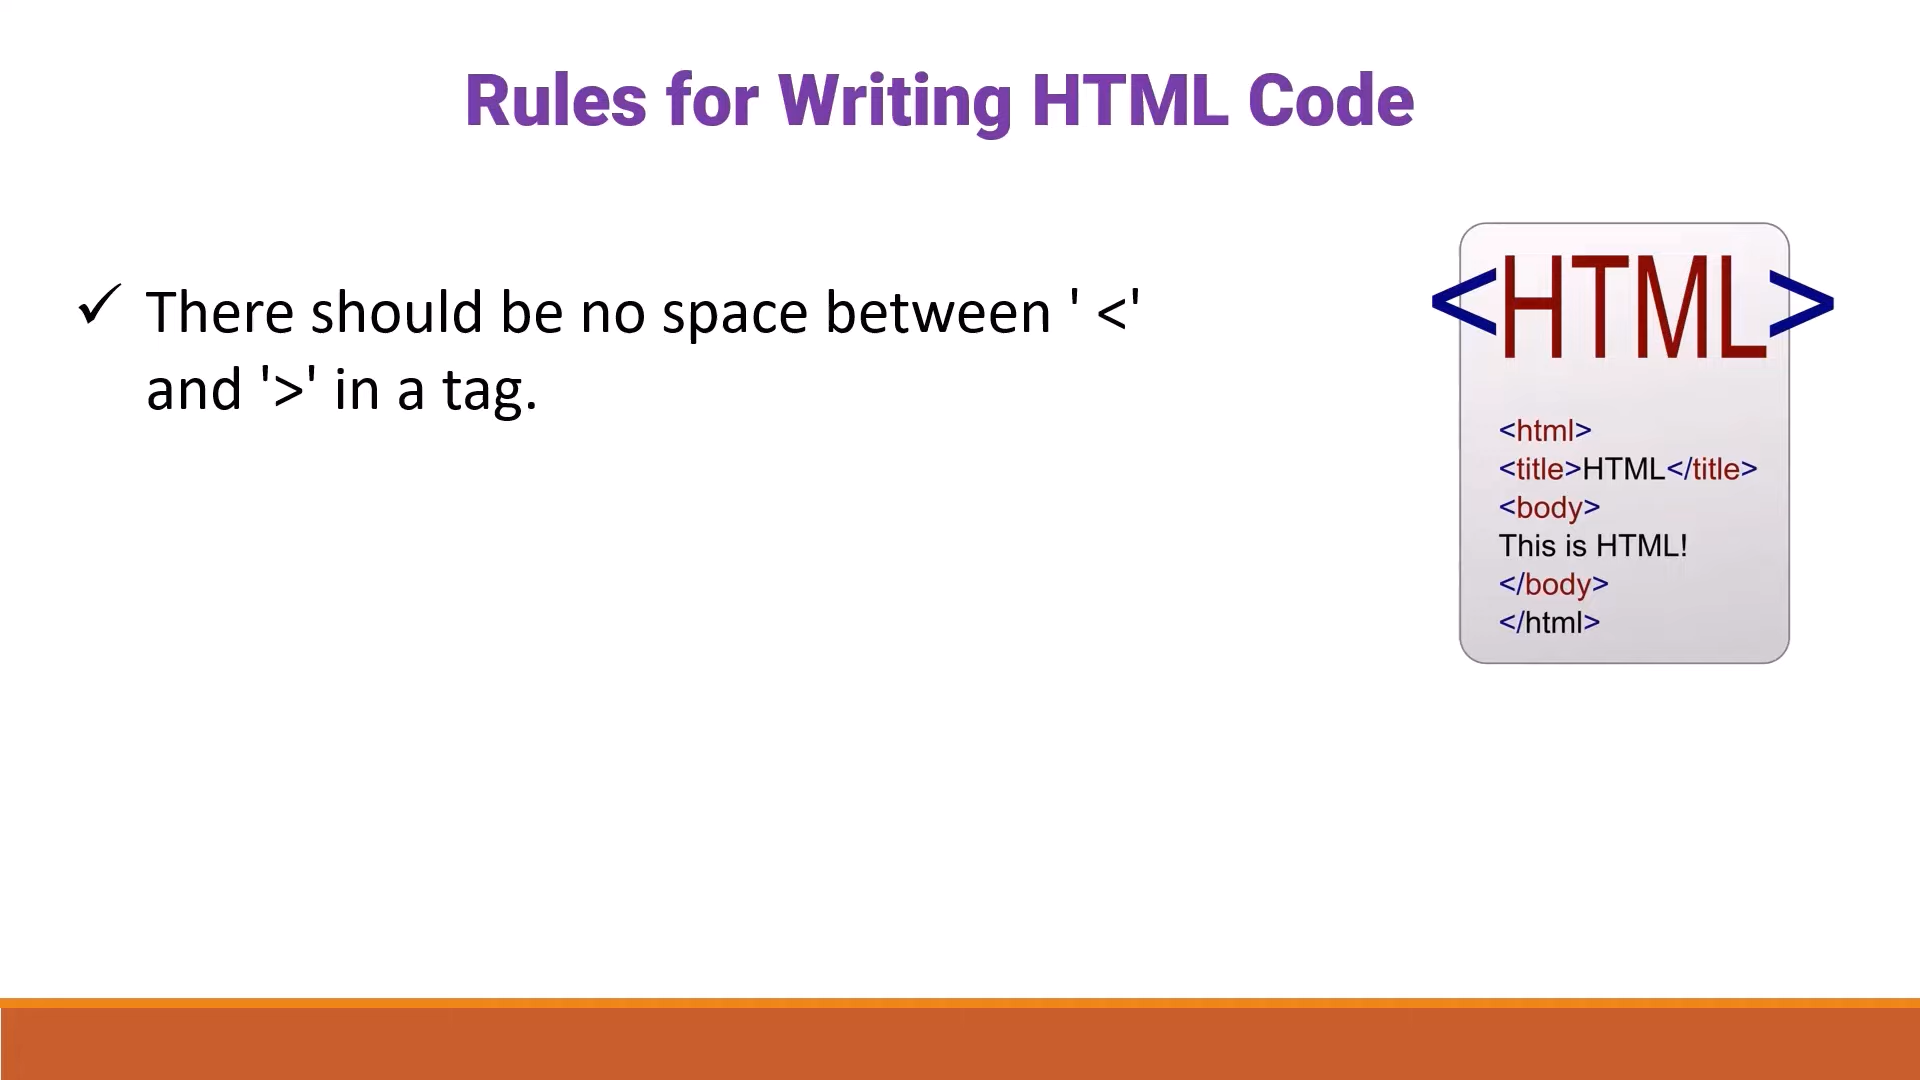 Rules for Writing HTML Code
✓ There should be no space between ' <'
and '>' in a tag.
<HTML>
<html>
<title>HTML</title>
<body>
This is HTML!
</body>
</html>